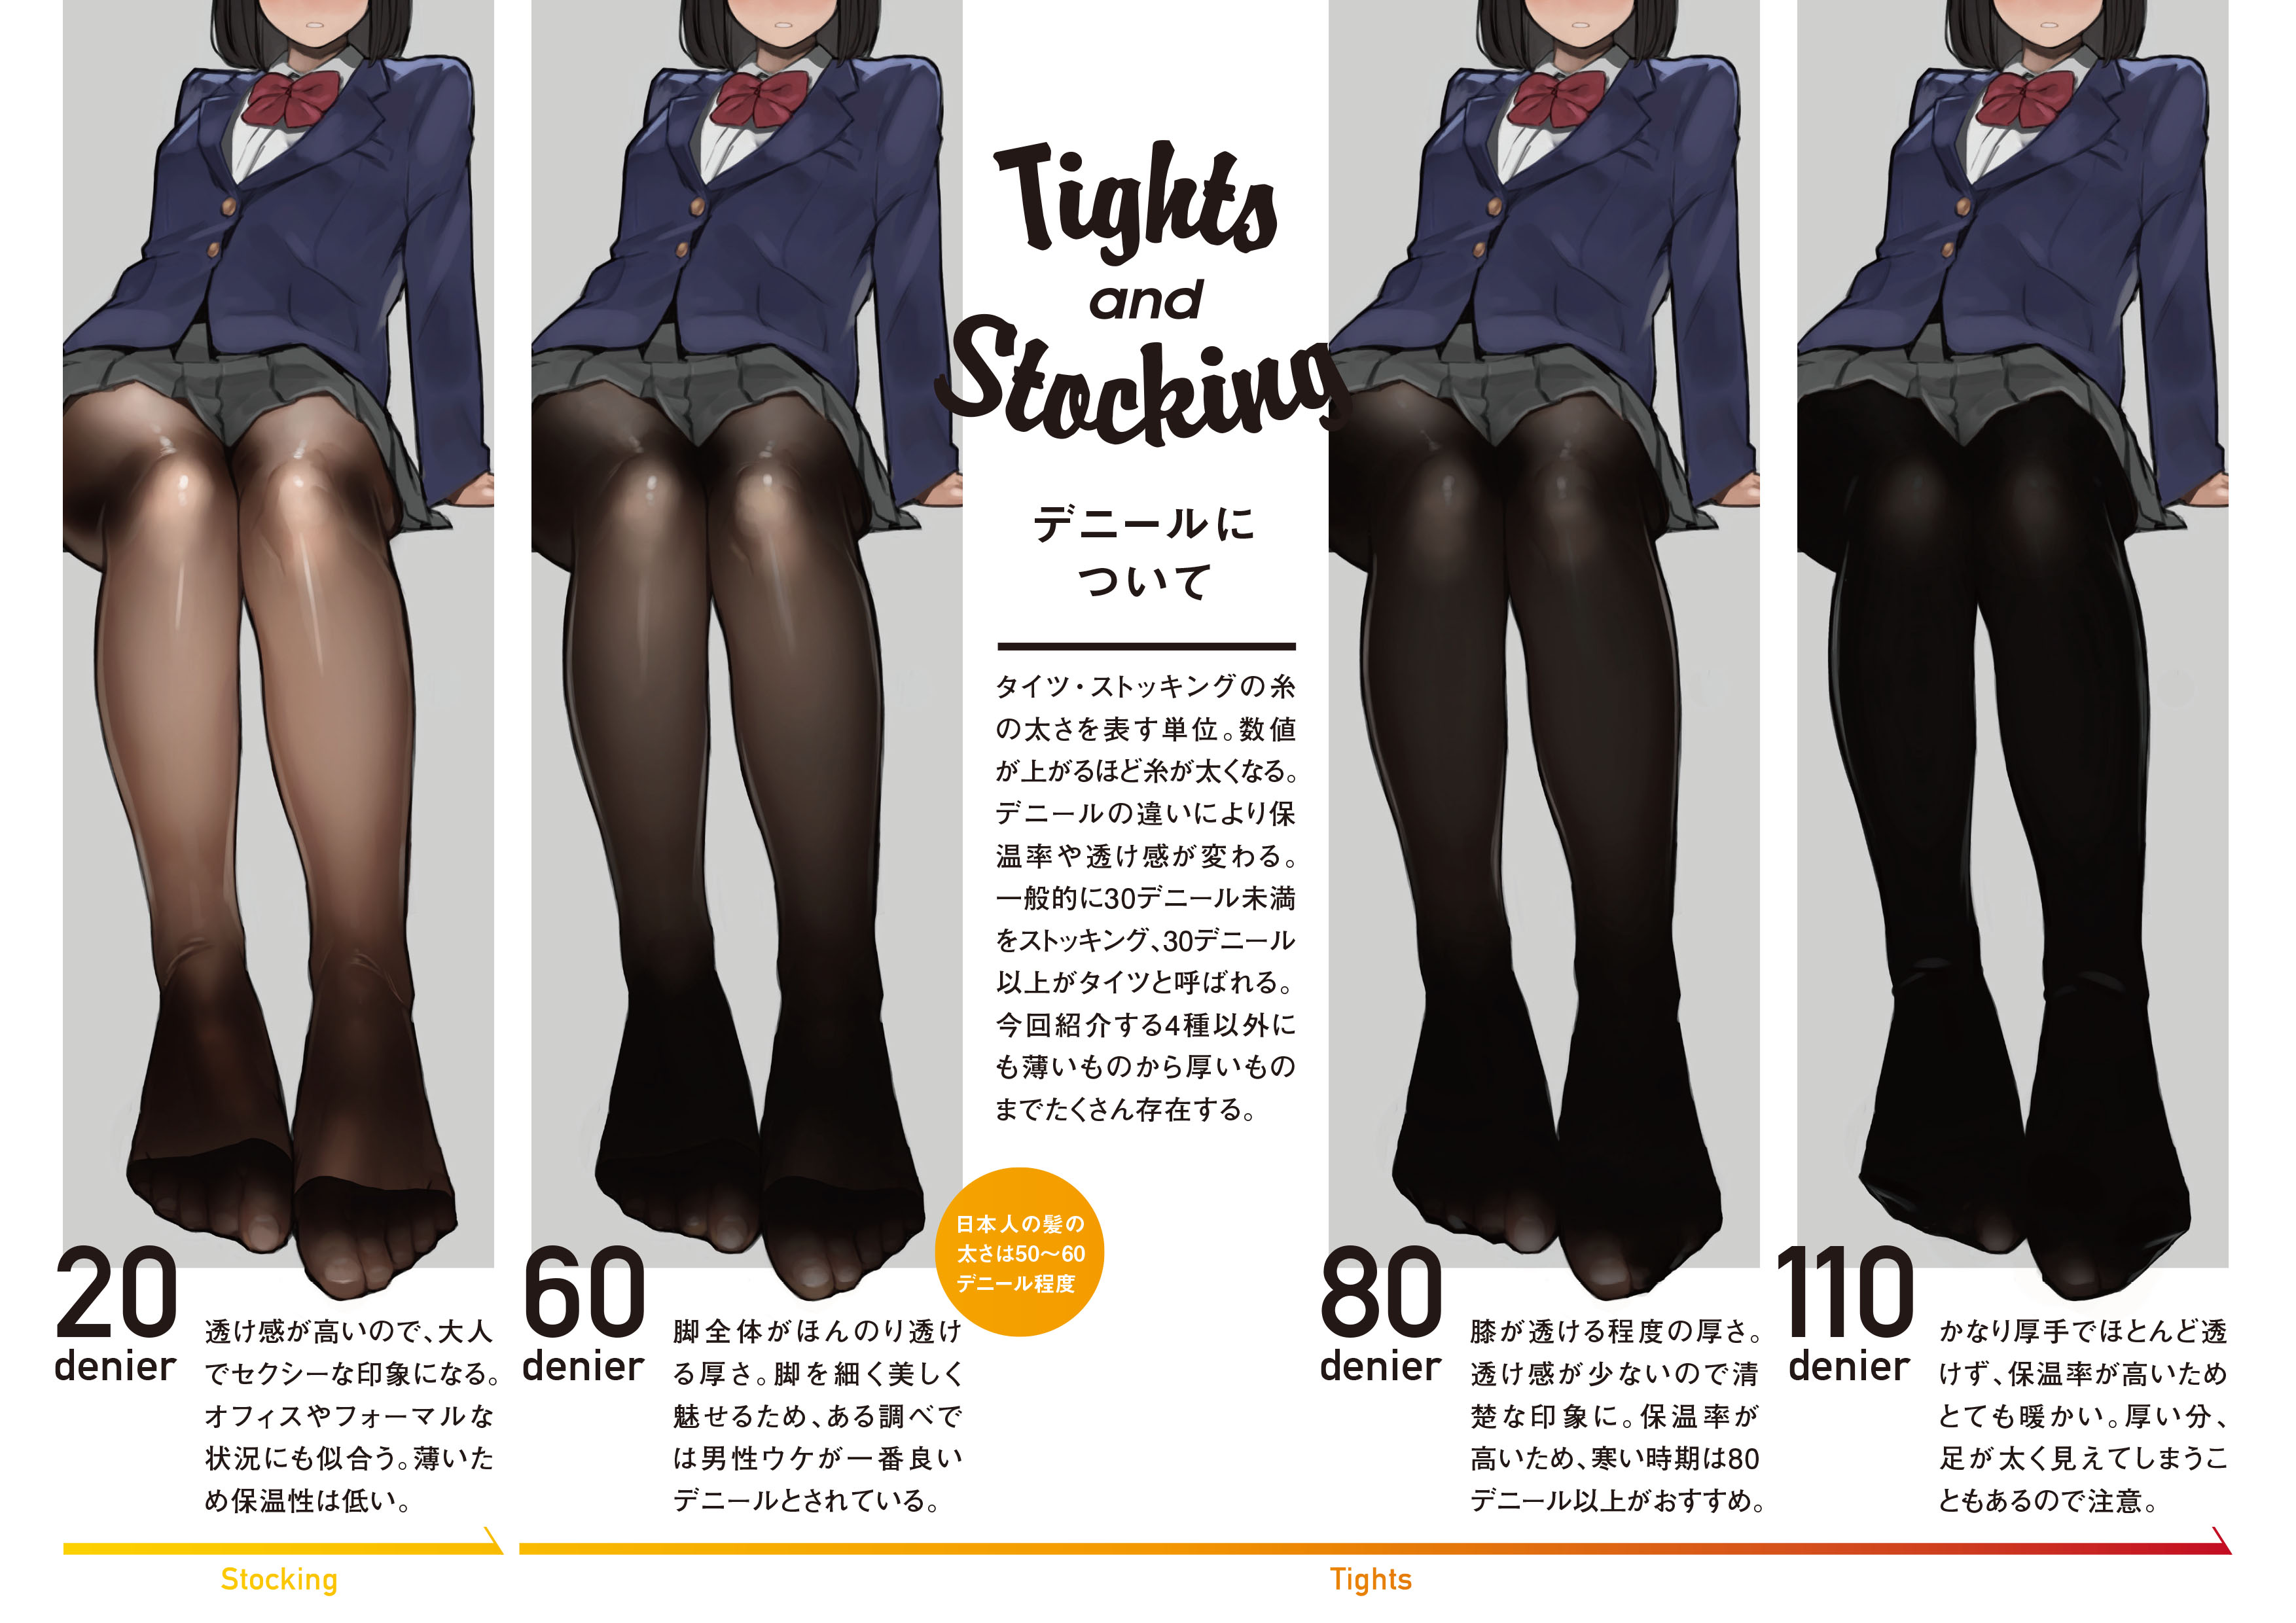 Tights
and
Stocking
デニールに
ついて
タイツ・ストッキングの糸
の太さを表す単位。数値
が上がるほど糸が太くなる。
デニールの違いにより保
温率や透け感が変わる。
一般的に30デニール未満
をストッキング、30デニール
以上がタイツと呼ばれる。
今回紹介する4種以外に
も薄いものから厚いもの
までたくさん存在する。
日本人の髪の
太さは50〜60
デニール程度
20
denier
透け感が高いので、大人
でセクシーな印象になる。
オフィスやフォーマルな
状況にも似合う。薄いた
め保温性は低い。
60
denier
脚全体がほんのり透け
る厚さ。脚を細く美しく
魅せるため、ある調べで
は男性ウケが一番良い
デニールとされている。
80
denier
膝が透ける程度の厚さ。
透け感が少ないので清
楚な印象に。保温率が
高いため、寒い時期は80
デニール以上がおすすめ。
110
denier
かなり厚手でほとんど透
けず、保温率が高いため
とても暖かい。厚い分、
足が太く見えてしまうこ
ともあるので注意。
Stocking
Tights